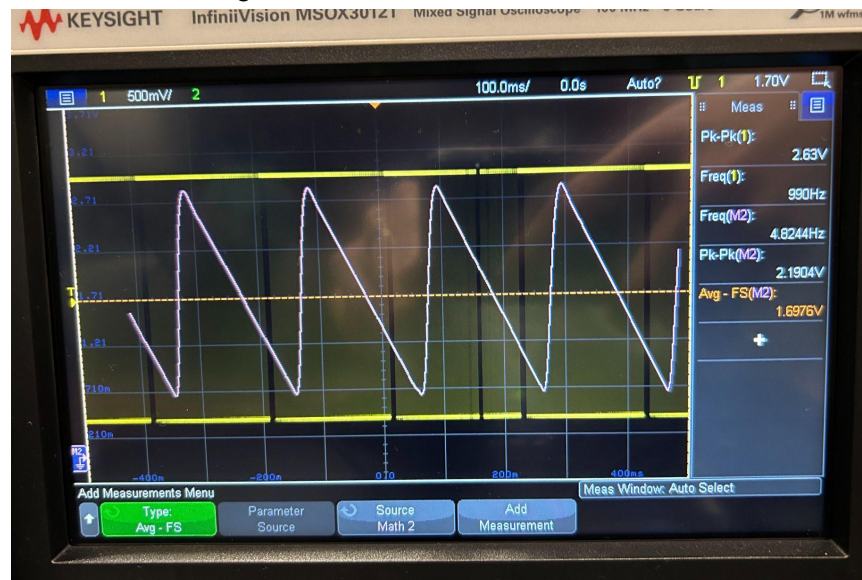 KEYSIGHT InfiniiVision MSOX3012T Mixed Signal Oscilloscope
1M wfms
1 500mV/ 2 100.0ms/ 0.0s Auto? 1 1.70V
Meas
Pk-Pk(1):
2.63V
Freq(1):
990Hz
Freq(M2):
4.8244Hz
Pk-Pk(M2):
2.1904V
Avg - FS(M2):
1.6976V
3.71V
3.21
2.71
2.21
1.71
1.21
710m
210m
T
M2
-400m -200m 0.0 200m 400ms
Add Measurements Menu
Meas Window: Auto Select
Type:
Avg - FS
Parameter
Source
Source
Math 2
Add
Measurement